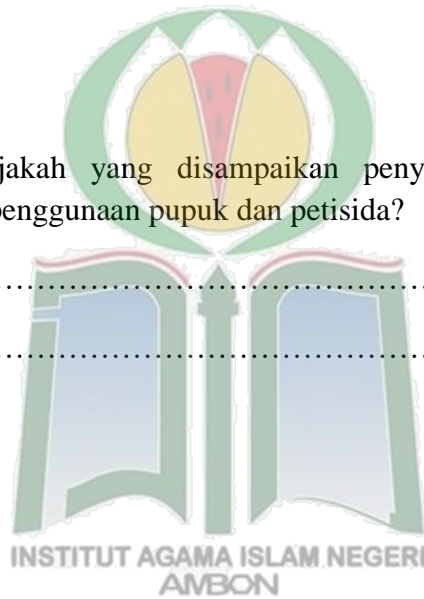 jakah yang disampaikan peny
penggunaan pupuk dan petisida?
……………………………………
……………………………………
INSTITUT AGAMA ISLAM NEGERI
AMBON